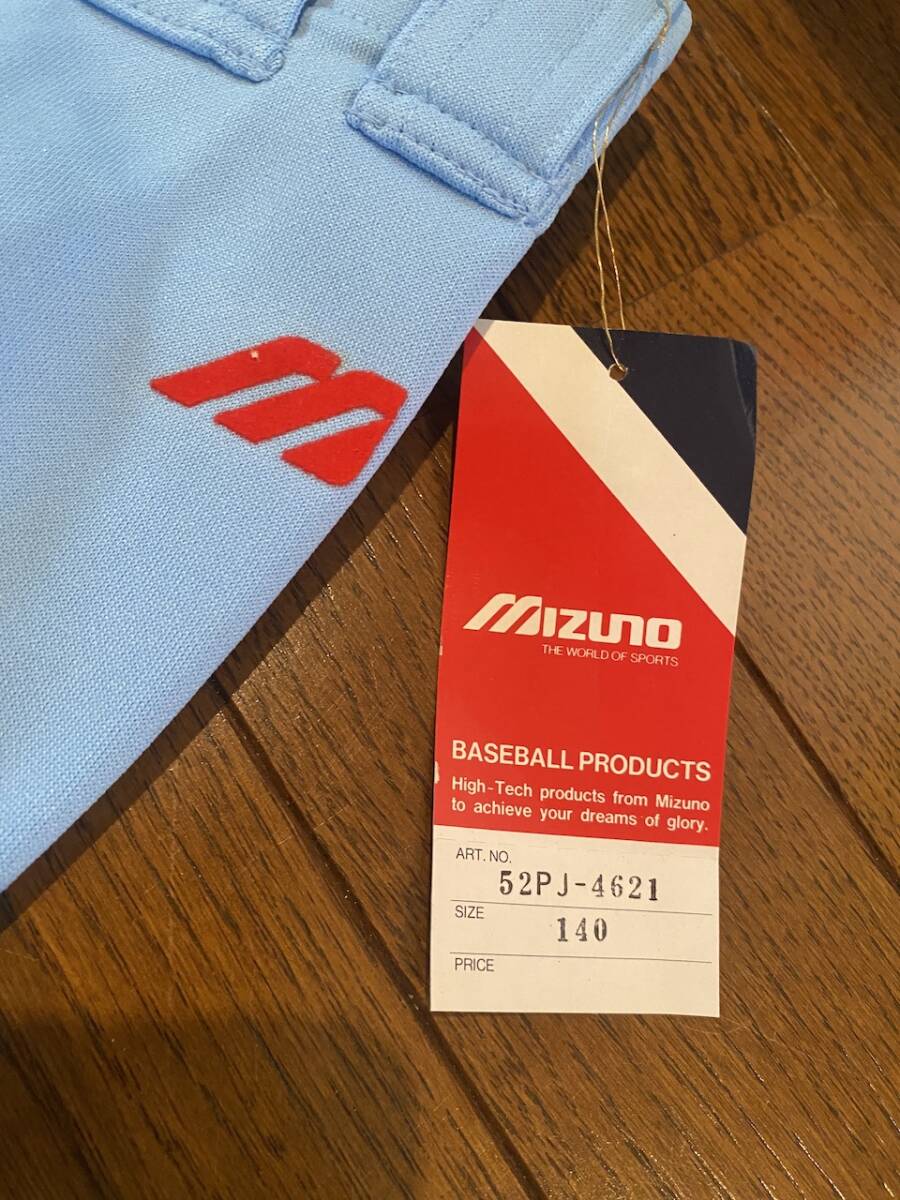 MIZUNO
THE WORLD OF SPORTS
BASEBALL PRODUCTS
High-Tech products from Mizuno
to achieve your dreams of glory.
ART. NO.
52PJ-4621
SIZE
140
PRICE